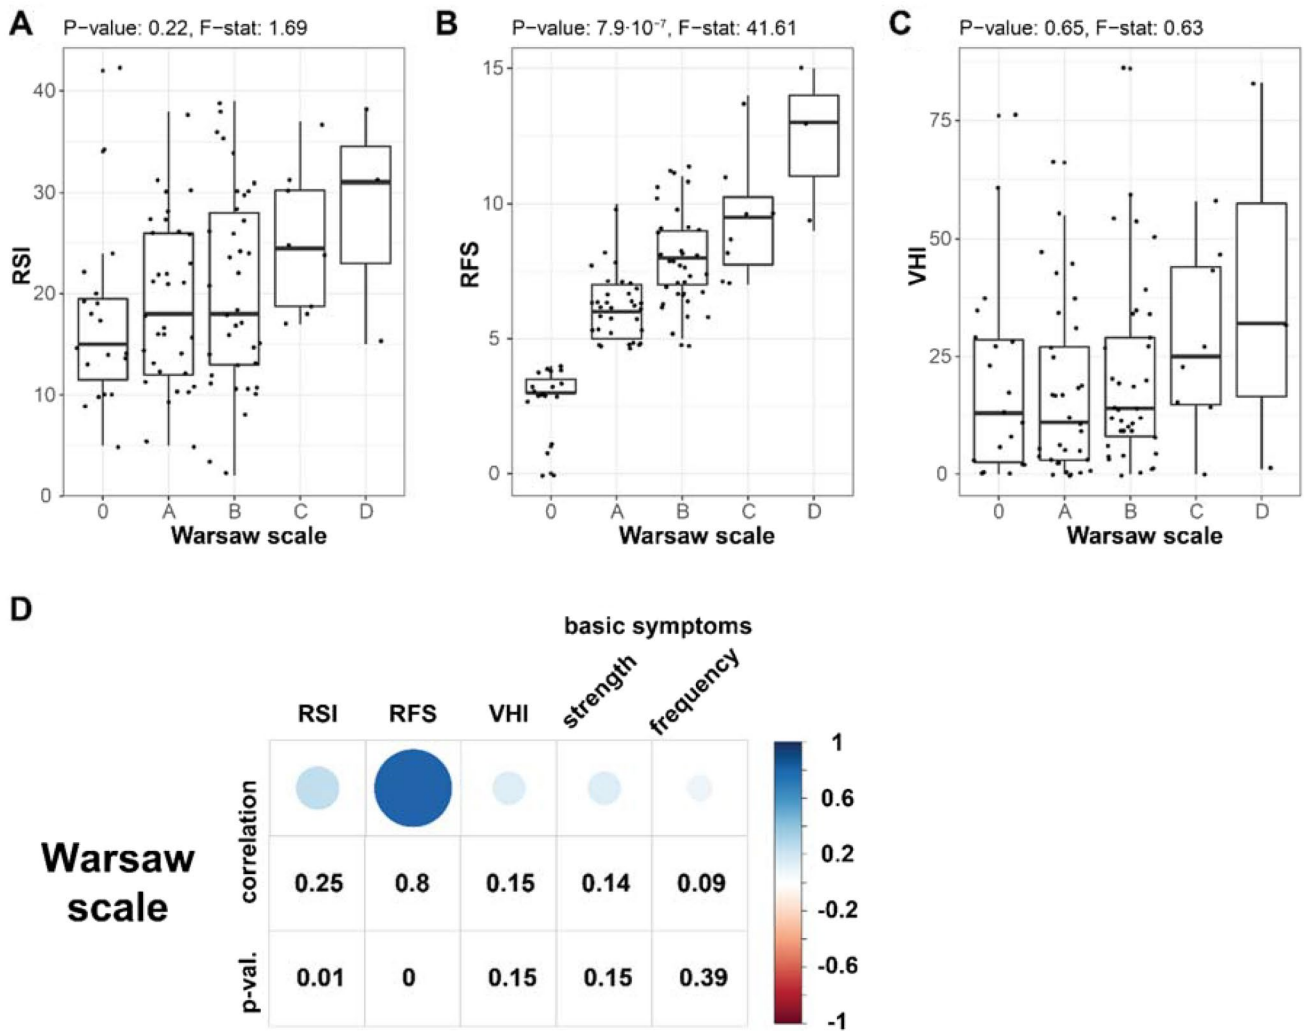 A
P−value: 0.22, F−stat: 1.69
RSI
40
30
20
10
0
0 A B C D
Warsaw scale
B
P−value: 7.9·10⁻⁷, F−stat: 41.61
RFS
15
10
5
0
0 A B C D
Warsaw scale
C
P−value: 0.65, F−stat: 0.63
VHI
75
50
25
0
0 A B C D
Warsaw scale
D
basic symptoms
RSI RFS VHI strength frequency
Warsaw
scale
correlation
0.25 0.8 0.15 0.14 0.09
p-val.
0.01 0 0.15 0.15 0.39
1
0.6
0.2
-0.2
-0.6
-1